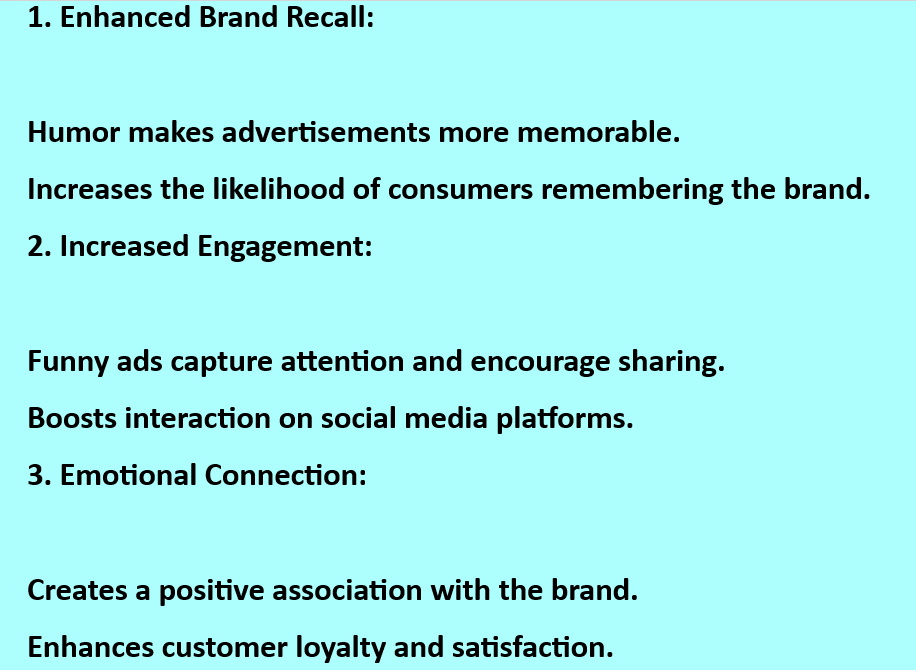 1. Enhanced Brand Recall:
Humor makes advertisements more memorable.
Increases the likelihood of consumers remembering the brand.
2. Increased Engagement:
Funny ads capture attention and encourage sharing.
Boosts interaction on social media platforms.
3. Emotional Connection:
Creates a positive association with the brand.
Enhances customer loyalty and satisfaction.